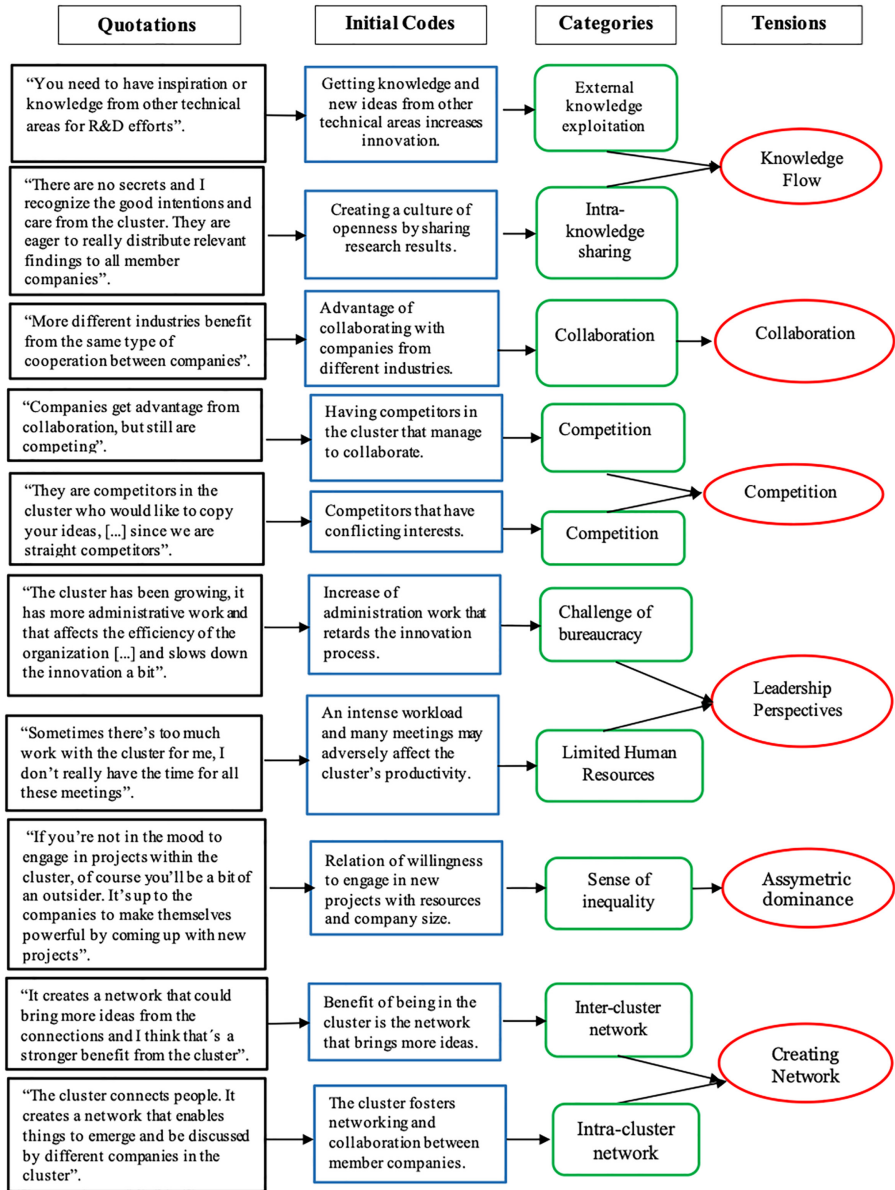 Quotations
Initial Codes
Categories
Tensions
“You need to have inspiration or
knowledge from other technical
areas for R&D efforts”.
Getting knowledge and
new ideas from other
technical areas increases
innovation.
External
knowledge
exploitation
Knowledge
Flow
“There are no secrets and I
recognize the good intentions and
care from the cluster. They are
eager to really distribute relevant
findings to all member
companies”.
Creating a culture of
openness by sharing
research results.
Intra-
knowledge
sharing
“More different industries benefit
from the same type of
cooperation between companies”.
Advantage of
collaborating with
companies from
different industries.
Collaboration
Collaboration
“Companies get advantage from
collaboration, but still are
competing”.
Having competitors in
the cluster that manage
to collaborate.
Competition
Competition
“They are competitors in the
cluster who would like to copy
your ideas, [...] since we are
straight competitors”.
Competitors that have
conflicting interests.
Competition
“The cluster has been growing, it
has more administrative work and
that affects the efficiency of the
organization [...] and slows down
the innovation a bit”.
Increase of
administration work that
retards the innovation
process.
Challenge of
bureaucracy
Leadership
Perspectives
“Sometimes there’s too much
work with the cluster for me, I
don’t really have the time for all
these meetings”.
An intense workload
and many meetings may
adversely affect the
cluster’s productivity.
Limited Human
Resources
“If you’re not in the mood to
engage in projects within the
cluster, of course you’ll be a bit of
an outsider. It’s up to the
companies to make themselves
powerful by coming up with new
projects”.
Relation of willingness
to engage in new
projects with resources
and company size.
Sense of
inequality
Assymetric
dominance
“It creates a network that could
bring more ideas from the
connections and I think that´s a
stronger benefit from the cluster”.
Benefit of being in the
cluster is the network
that brings more ideas.
Inter-cluster
network
Creating
Network
“The cluster connects people. It
creates a network that enables
things to emerge and be discussed
by different companies in the
cluster”.
The cluster fosters
networking and
collaboration between
member companies.
Intra-cluster
network